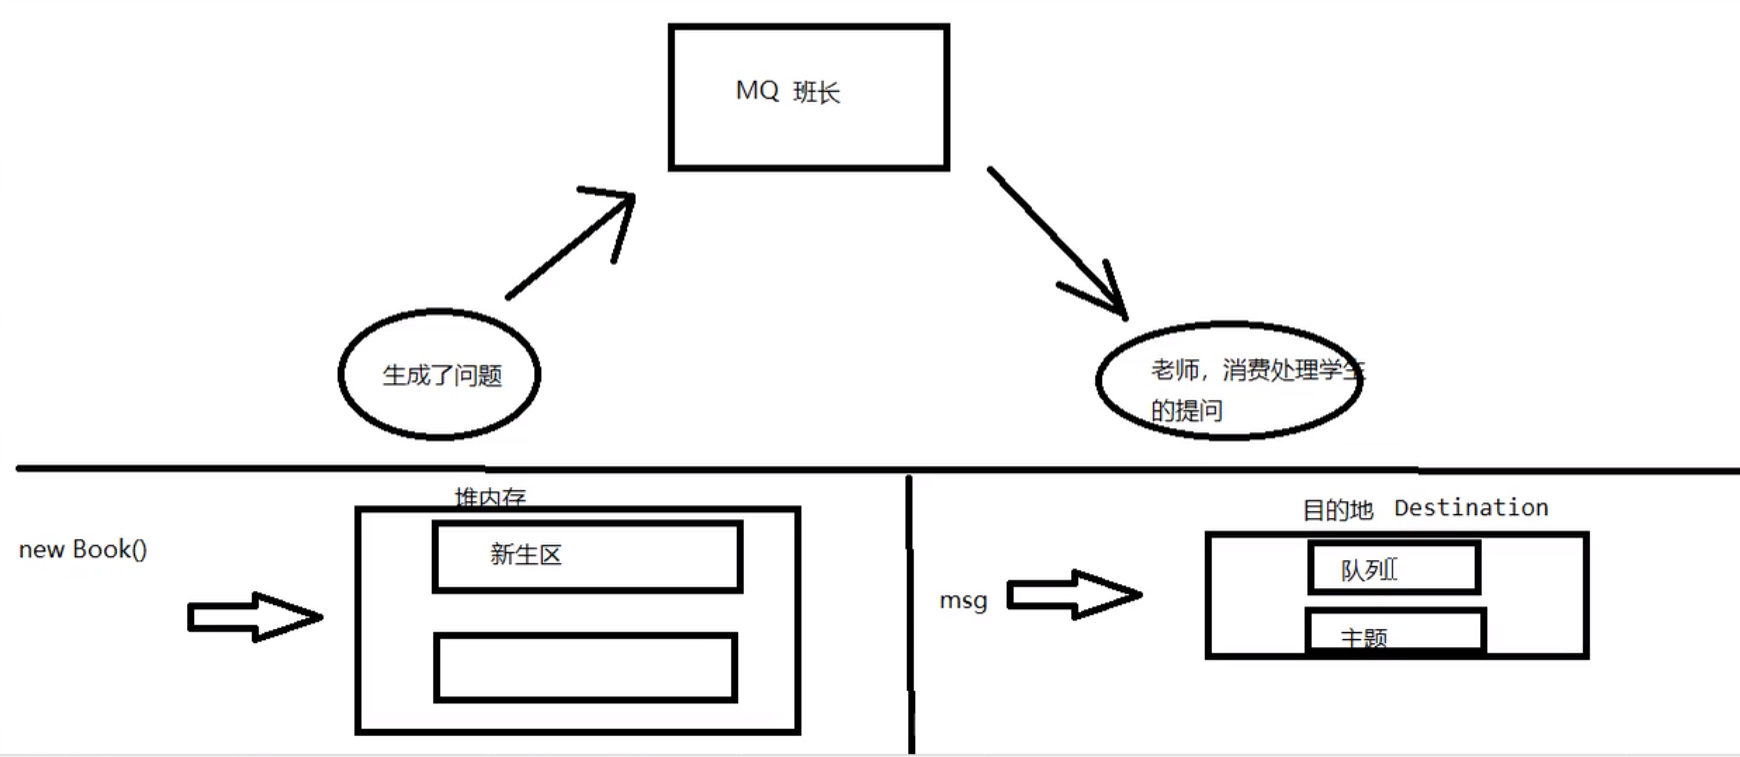 MQ 班长
生成了问题
老师，消费处理学生
的提问
堆内存
new Book()
新生区
目的地 Destination
队列
msg
主题